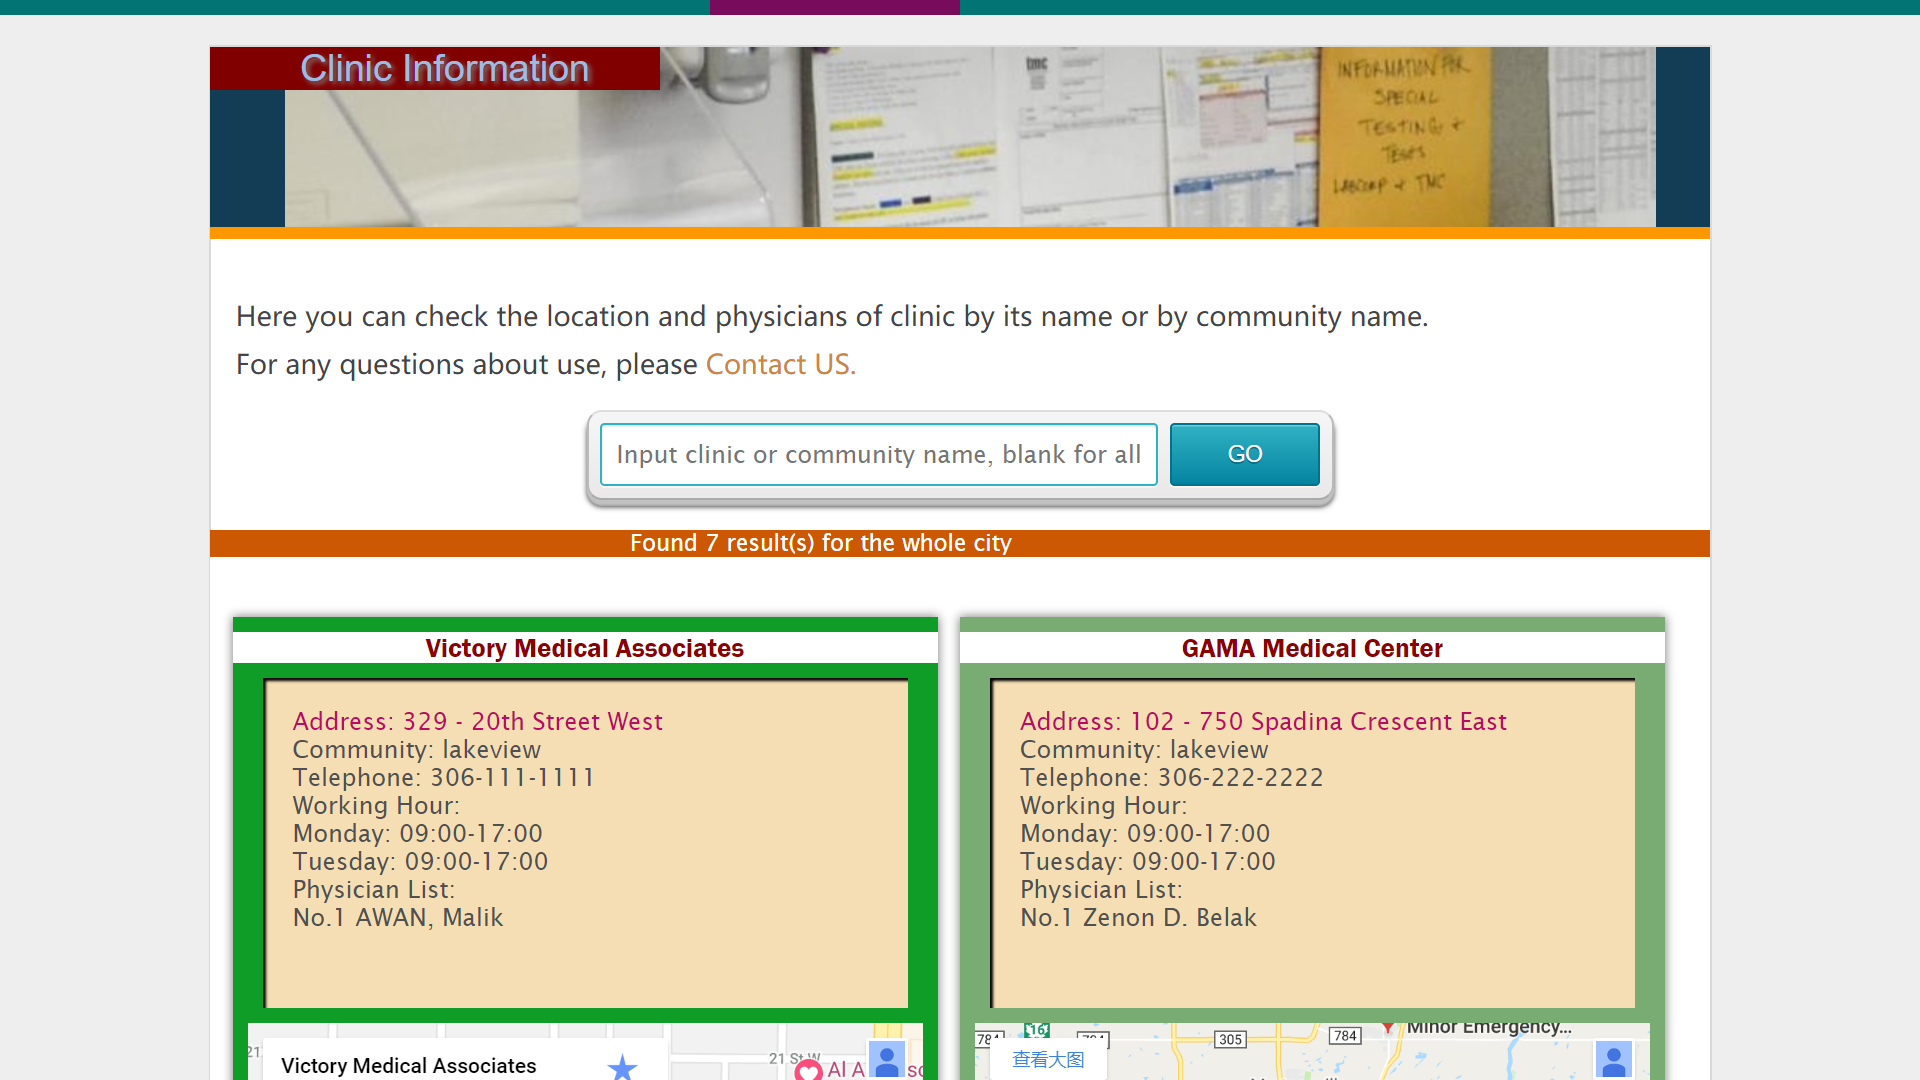 Clinic Information
tmc
INFORMATION FOR
SPECIAL
TESTING +
TESTS
LABCORP + TMC
Here you can check the location and physicians of clinic by its name or by community name.
For any questions about use, please Contact US.
Input clinic or community name, blank for all
GO
Found 7 result(s) for the whole city
Victory Medical Associates
Address: 329 - 20th Street West
Community: lakeview
Telephone: 306-111-1111
Working Hour:
Monday: 09:00-17:00
Tuesday: 09:00-17:00
Physician List:
No.1 AWAN, Malik
21
Victory Medical Associates
21 St W
Al A
GAMA Medical Center
Address: 102 - 750 Spadina Crescent East
Community: lakeview
Telephone: 306-222-2222
Working Hour:
Monday: 09:00-17:00
Tuesday: 09:00-17:00
Physician List:
No.1 Zenon D. Belak
784
16
305
784
Minor Emergency...
查看大图